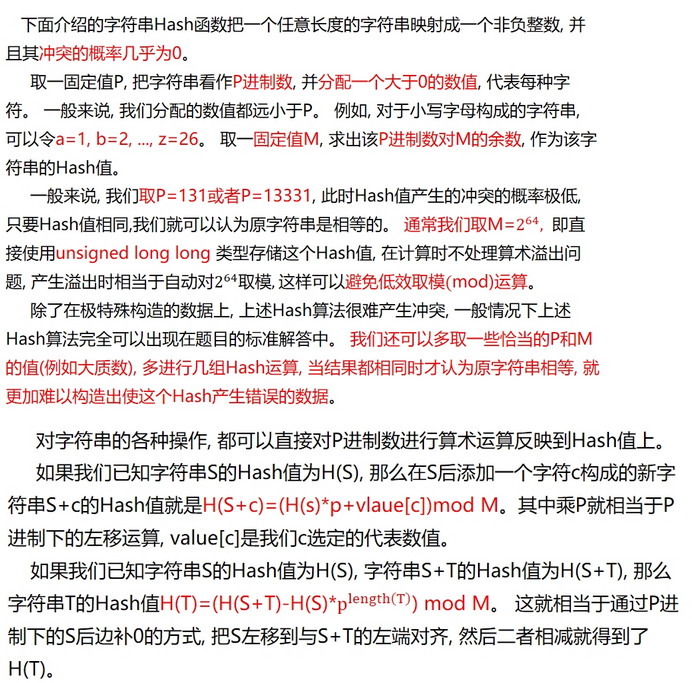 下面介绍的字符串Hash函数把一个任意长度的字符串映射成一个非负整数, 并
且其冲突的概率几乎为0。
取一固定值P, 把字符串看作P进制数, 并分配一个大于0的数值, 代表每种字
符。 一般来说, 我们分配的数值都远小于P。 例如, 对于小写字母构成的字符串,
可以令a=1, b=2, ..., z=26。 取一固定值M, 求出该P进制数对M的余数, 作为该字
符串的Hash值。
一般来说, 我们取P=131或者P=13331, 此时Hash值产生的冲突的概率极低,
只要Hash值相同,我们就可以认为原字符串是相等的。 通常我们取M=2⁶⁴, 即直
接使用unsigned long long 类型存储这个Hash值, 在计算时不处理算术溢出问
题, 产生溢出时相当于自动对2⁶⁴取模, 这样可以避免低效取模(mod)运算。
除了在极特殊构造的数据上, 上述Hash算法很难产生冲突, 一般情况下上述
Hash算法完全可以出现在题目的标准解答中。 我们还可以多取一些恰当的P和M
的值(例如大质数), 多进行几组Hash运算, 当结果都相同时才认为原字符串相等, 就
更加难以构造出使这个Hash产生错误的数据。
对字符串的各种操作, 都可以直接对P进制数进行算术运算反映到Hash值上。
如果我们已知字符串S的Hash值为H(S), 那么在S后添加一个字符c构成的新字
符串S+c的Hash值就是H(S+c)=(H(s)*p+vlaue[c])mod M。其中乘P就相当于P
进制下的左移运算, value[c]是我们c选定的代表数值。
如果我们已知字符串S的Hash值为H(S), 字符串S+T的Hash值为H(S+T), 那么
字符串T的Hash值H(T)=(H(S+T)-H(S)*p^length(T)) mod M。 这就相当于通过P进
制下的S后边补0的方式, 把S左移到与S+T的左端对齐, 然后二者相减就得到了
H(T)。